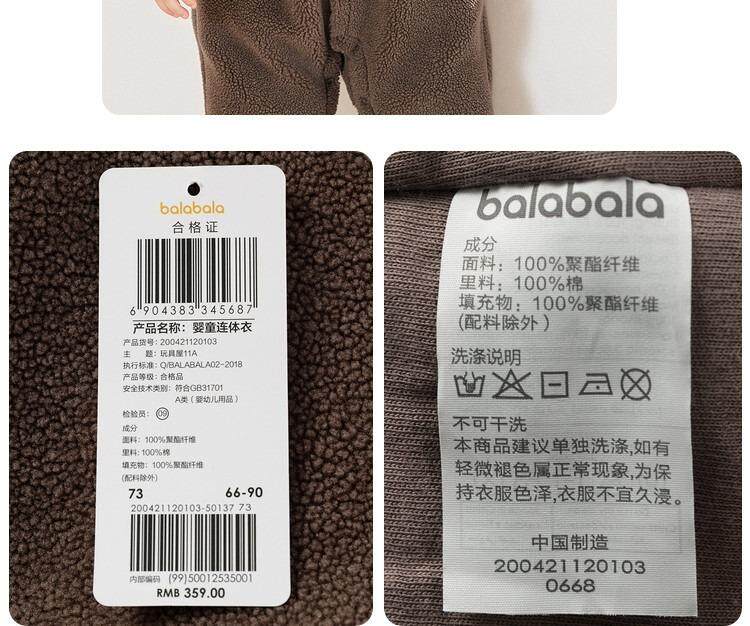 balabala
合格证
6 904383 345687
产品名称：婴童连体衣
产品货号：200421120103
主 题：玩具屋11A
执行标准：Q/BALABALA02-2018
产品等级：合格品
安全技术类别：符合GB31701
A类（婴幼儿用品）
检验员：09
成分
面料：100%聚酯纤维
里料：100%棉
填充物：100%聚酯纤维
(配料除外)
73 66-90
200421120103-50137 73
内部编码 (99)50012535001
RMB 359.00
balabala
成分
面料：100%聚酯纤维
里料：100%棉
填充物：100%聚酯纤维
(配料除外)
洗涤说明
不可干洗
本商品建议单独洗涤,如有
轻微褪色属正常现象,为保
持衣服色泽,衣服不宜久浸。
中国制造
200421120103
0668